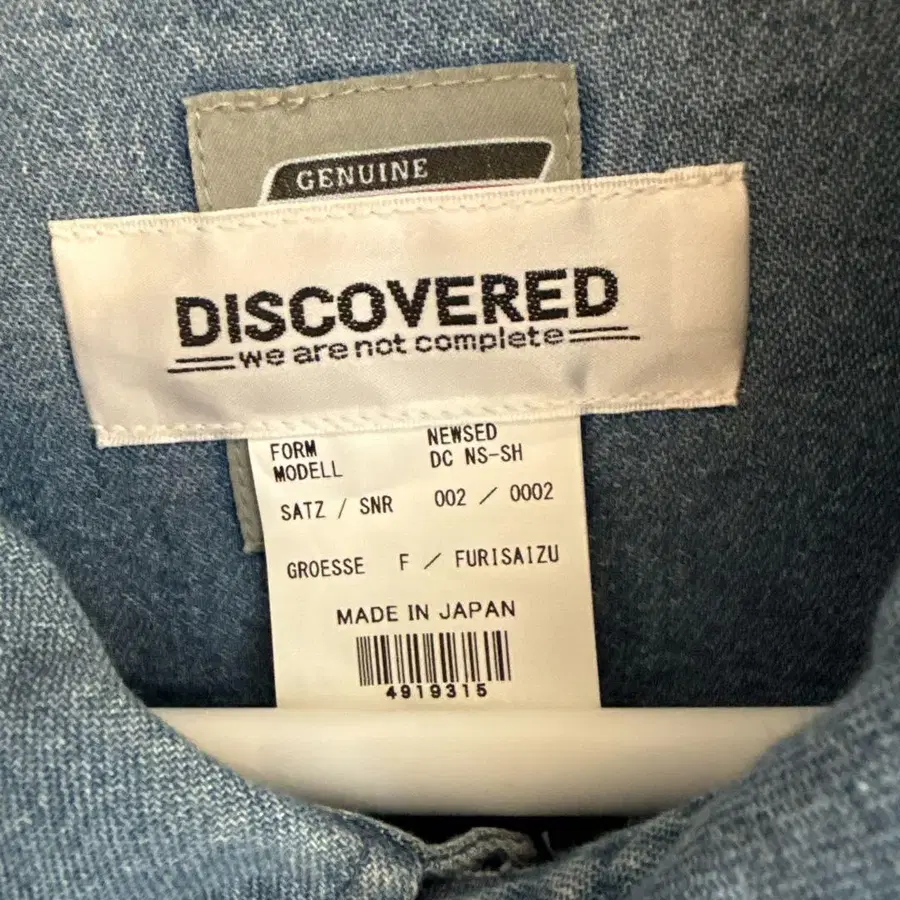 GENUINE
DISCOVERED
we are not complete
FORM NEWSED
MODELL DC NS-SH
SATZ / SNR 002 / 0002
GROESSE F / FURISAIZU
MADE IN JAPAN
4919315